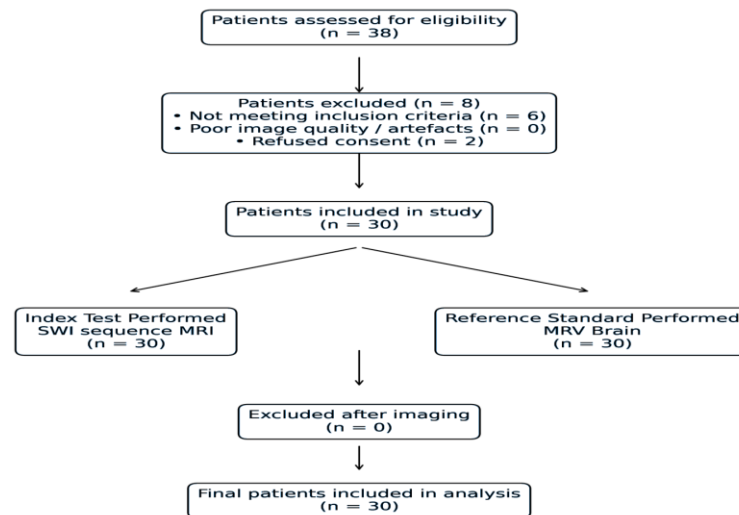 Patients assessed for eligibility
(n = 38)
Patients excluded (n = 8)
• Not meeting inclusion criteria (n = 6)
• Poor image quality / artefacts (n = 0)
• Refused consent (n = 2)
Patients included in study
(n = 30)
Index Test Performed
SWI sequence MRI
(n = 30)
Reference Standard Performed
MRV Brain
(n = 30)
Excluded after imaging
(n = 0)
Final patients included in analysis
(n = 30)